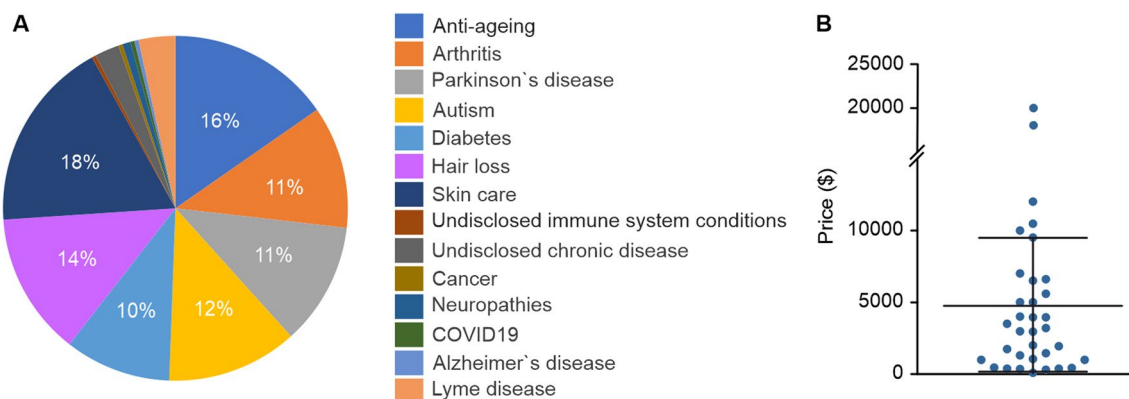 A
16%
11%
11%
12%
10%
14%
18%
Anti-ageing
Arthritis
Parkinson`s disease
Autism
Diabetes
Hair loss
Skin care
Undisclosed immune system conditions
Undisclosed chronic disease
Cancer
Neuropathies
COVID19
Alzheimer`s disease
Lyme disease
B
Price ($)
25000
20000
10000
5000
0